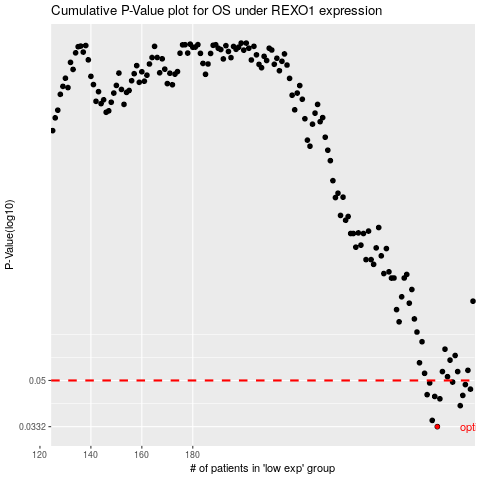 Cumulative P-Value plot for OS under REXO1 expression
P-Value(log10)
0.05
0.0332
opti
120
140
160
180
# of patients in 'low exp' group